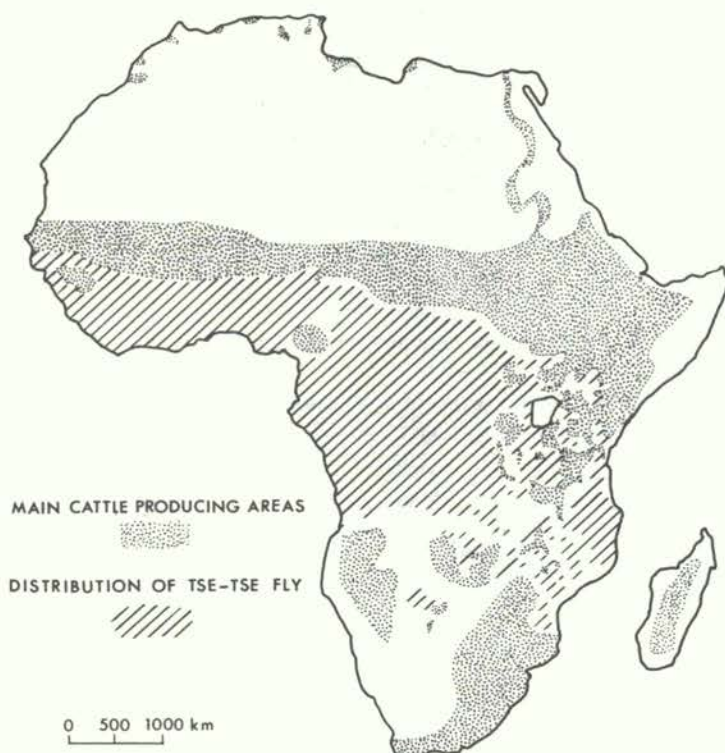 MAIN CATTLE PRODUCING AREAS
DISTRIBUTION OF TSE-TSE FLY
0 500 1000 km